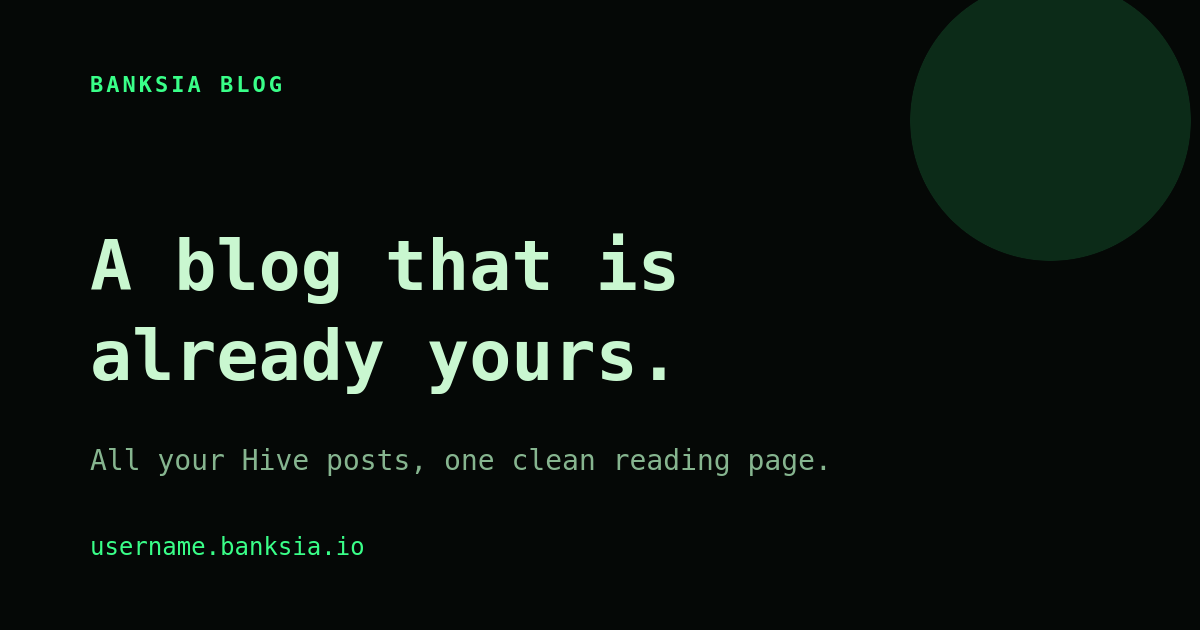 BANKSIA BLOG
A blog that is
already yours.
All your Hive posts, one clean reading page.
username.banksia.io